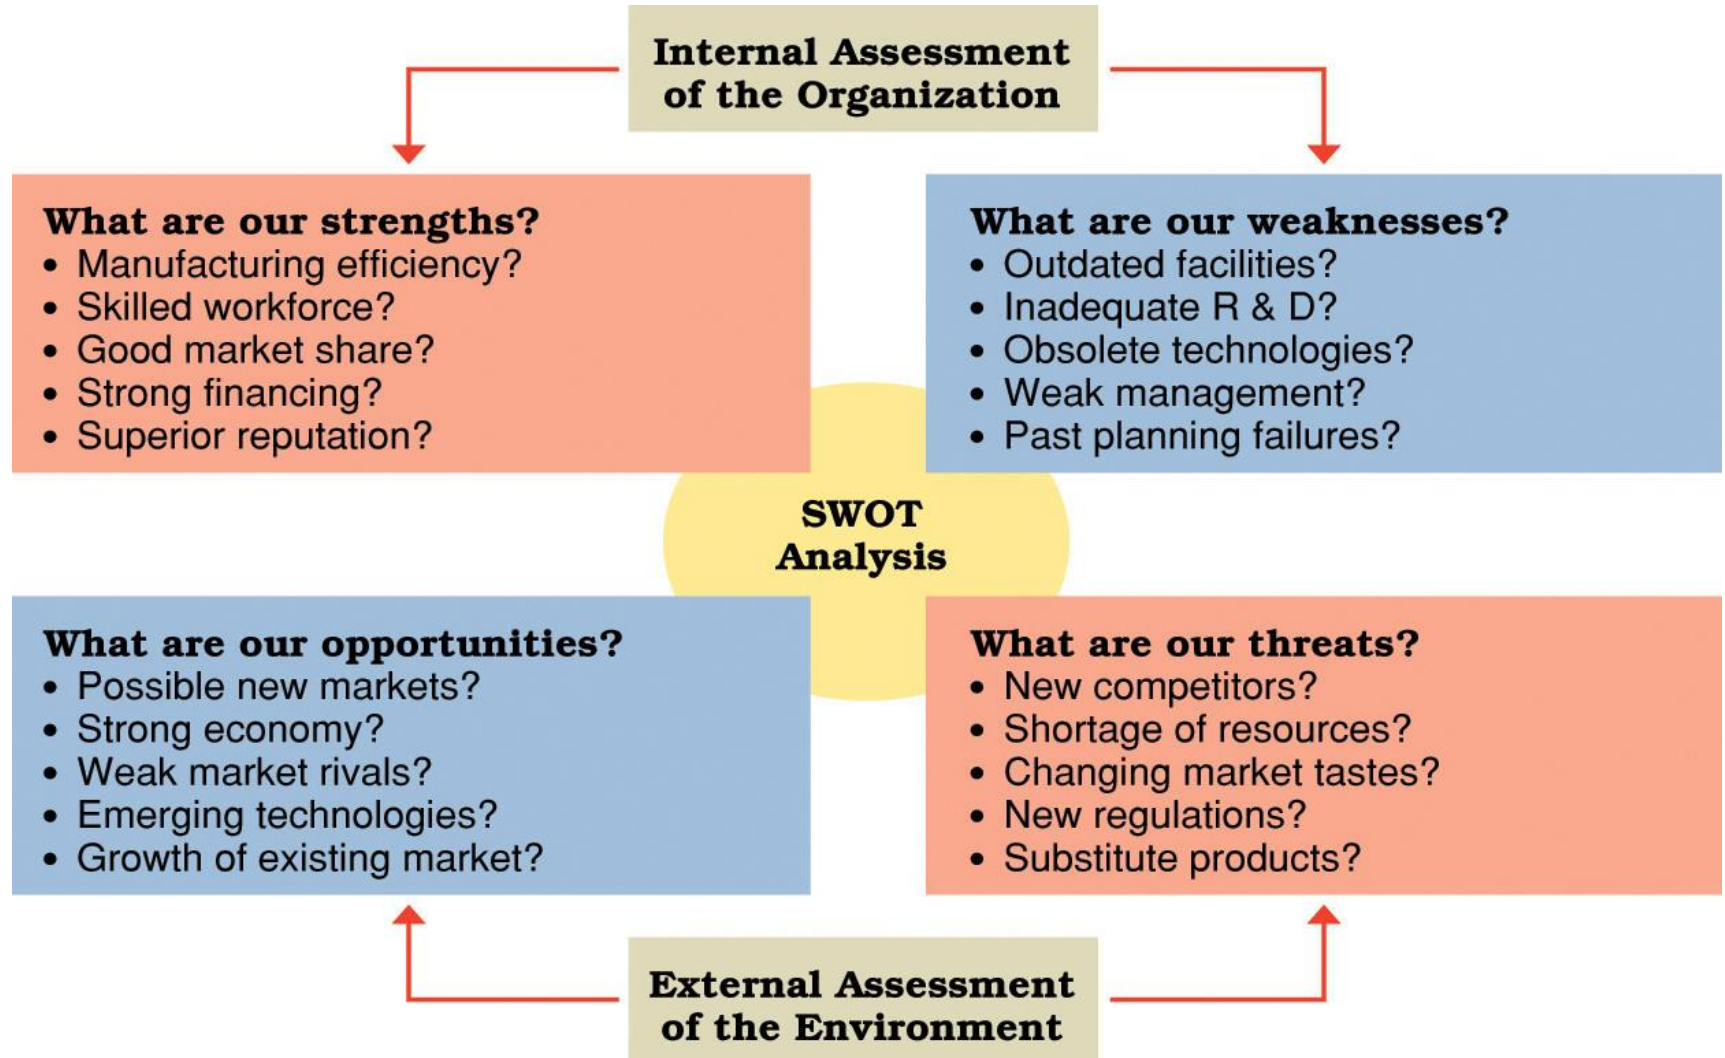 Internal Assessment
of the Organization
What are our strengths?
• Manufacturing efficiency?
• Skilled workforce?
• Good market share?
• Strong financing?
• Superior reputation?
What are our weaknesses?
• Outdated facilities?
• Inadequate R & D?
• Obsolete technologies?
• Weak management?
• Past planning failures?
SWOT
Analysis
What are our opportunities?
• Possible new markets?
• Strong economy?
• Weak market rivals?
• Emerging technologies?
• Growth of existing market?
What are our threats?
• New competitors?
• Shortage of resources?
• Changing market tastes?
• New regulations?
• Substitute products?
External Assessment
of the Environment